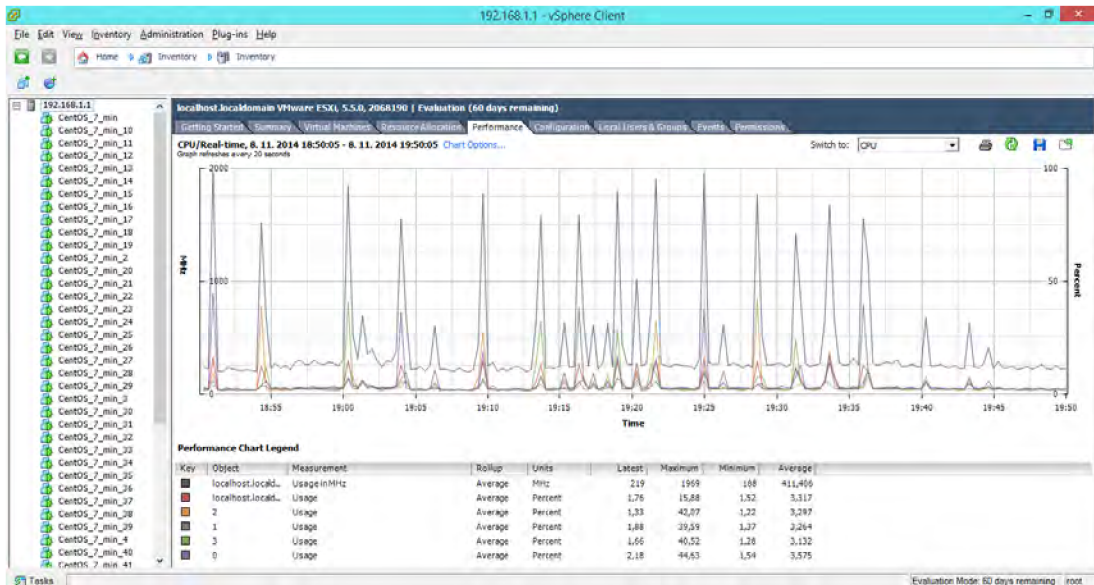 192.168.1.1 - vSphere Client
File Edit View Inventory Administration Plug-ins Help
Home Inventory Inventory
192.168.1.1
CentOS_7_min
CentOS_7_min_10
CentOS_7_min_11
CentOS_7_min_12
CentOS_7_min_13
CentOS_7_min_14
CentOS_7_min_15
CentOS_7_min_16
CentOS_7_min_17
CentOS_7_min_18
CentOS_7_min_19
CentOS_7_min_2
CentOS_7_min_20
CentOS_7_min_21
CentOS_7_min_22
CentOS_7_min_23
CentOS_7_min_24
CentOS_7_min_25
CentOS_7_min_26
CentOS_7_min_27
CentOS_7_min_28
CentOS_7_min_29
CentOS_7_min_3
CentOS_7_min_30
CentOS_7_min_31
CentOS_7_min_32
CentOS_7_min_33
CentOS_7_min_34
CentOS_7_min_35
CentOS_7_min_36
CentOS_7_min_37
CentOS_7_min_38
CentOS_7_min_39
CentOS_7_min_4
CentOS_7_min_40
CentOS_7_min_41
localhost.localdomain VMware ESXi, 5.5.0, 2068190 | Evaluation (60 days remaining)
Getting Started Summary Virtual Machines Resource Allocation Performance Configuration Local Users & Groups Events Permissions
CPU/Real-time, 8. 11. 2014 18:50:05 - 8. 11. 2014 19:50:05 Chart Options... Switch to: CPU
Graph refreshes every 20 seconds
2000 100
MHz 1000 50 Percent
0 0
18:55 19:00 19:05 19:10 19:15 19:20 19:25 19:30 19:35 19:40 19:45 19:50
Time
Performance Chart Legend
Key Object Measurement Rollup Units Latest Maximum Minimum Average
localhost.locald... Usage in MHz Average MHz 219 1969 188 411,406
localhost.locald... Usage Average Percent 1,76 15,88 1,52 3,317
2 Usage Average Percent 1,33 42,07 1,22 3,297
1 Usage Average Percent 1,88 39,59 1,37 3,264
3 Usage Average Percent 1,66 40,52 1,28 3,132
0 Usage Average Percent 2,18 44,63 1,54 3,575
Tasks Evaluation Mode: 60 days remaining root